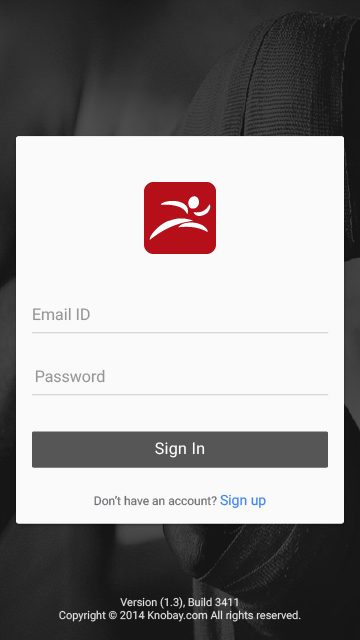 Email ID
Password
Sign In
Don't have an account? Sign up
Version (1.3), Build 3411
Copyright © 2014 Knobay.com All rights reserved.